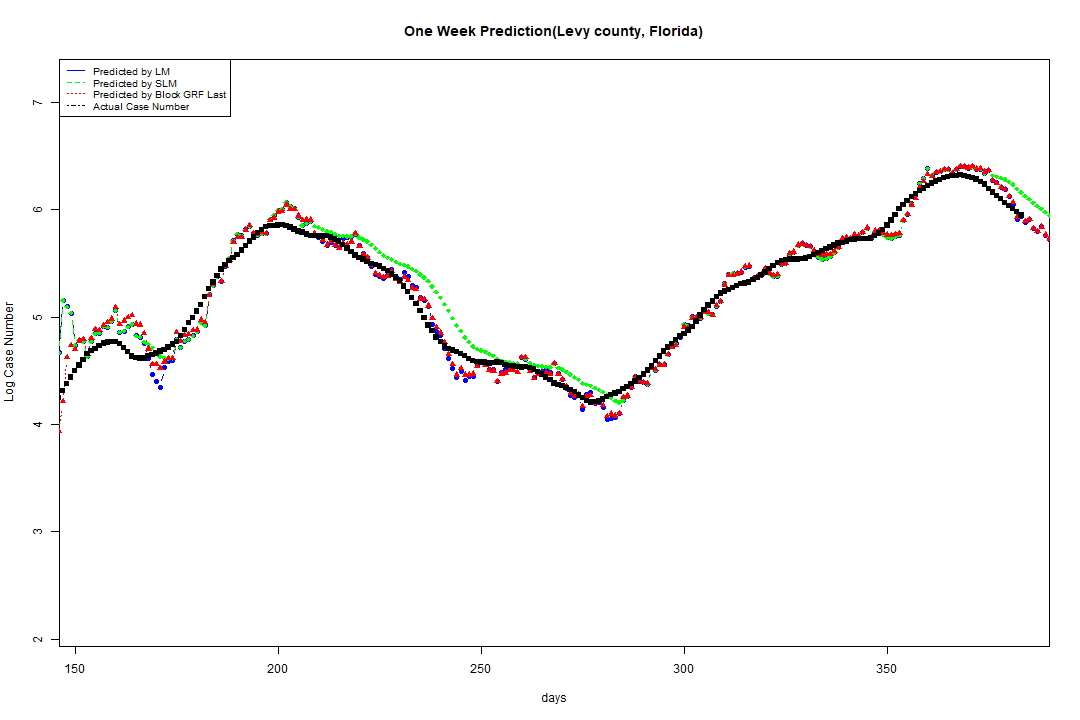 One Week Prediction(Levy county, Florida)
Predicted by LM
Predicted by SLM
Predicted by Block GRF Last
Actual Case Number
7
6
5
4
3
2
Log Case Number
150 200 250 300 350
days